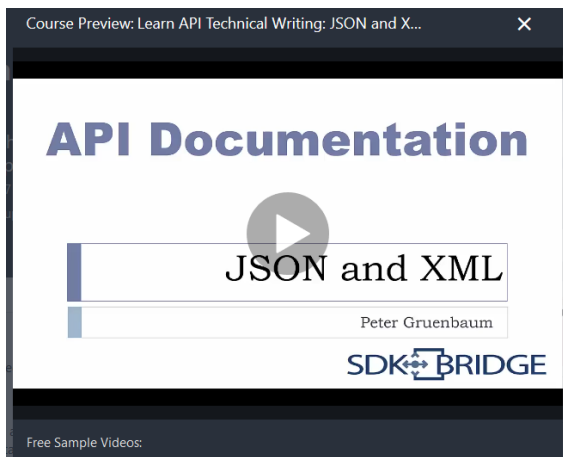 Course Preview: Learn API Technical Writing: JSON and X...
API Documentation
JSON and XML
Peter Gruenbaum
SDK BRIDGE
Free Sample Videos: